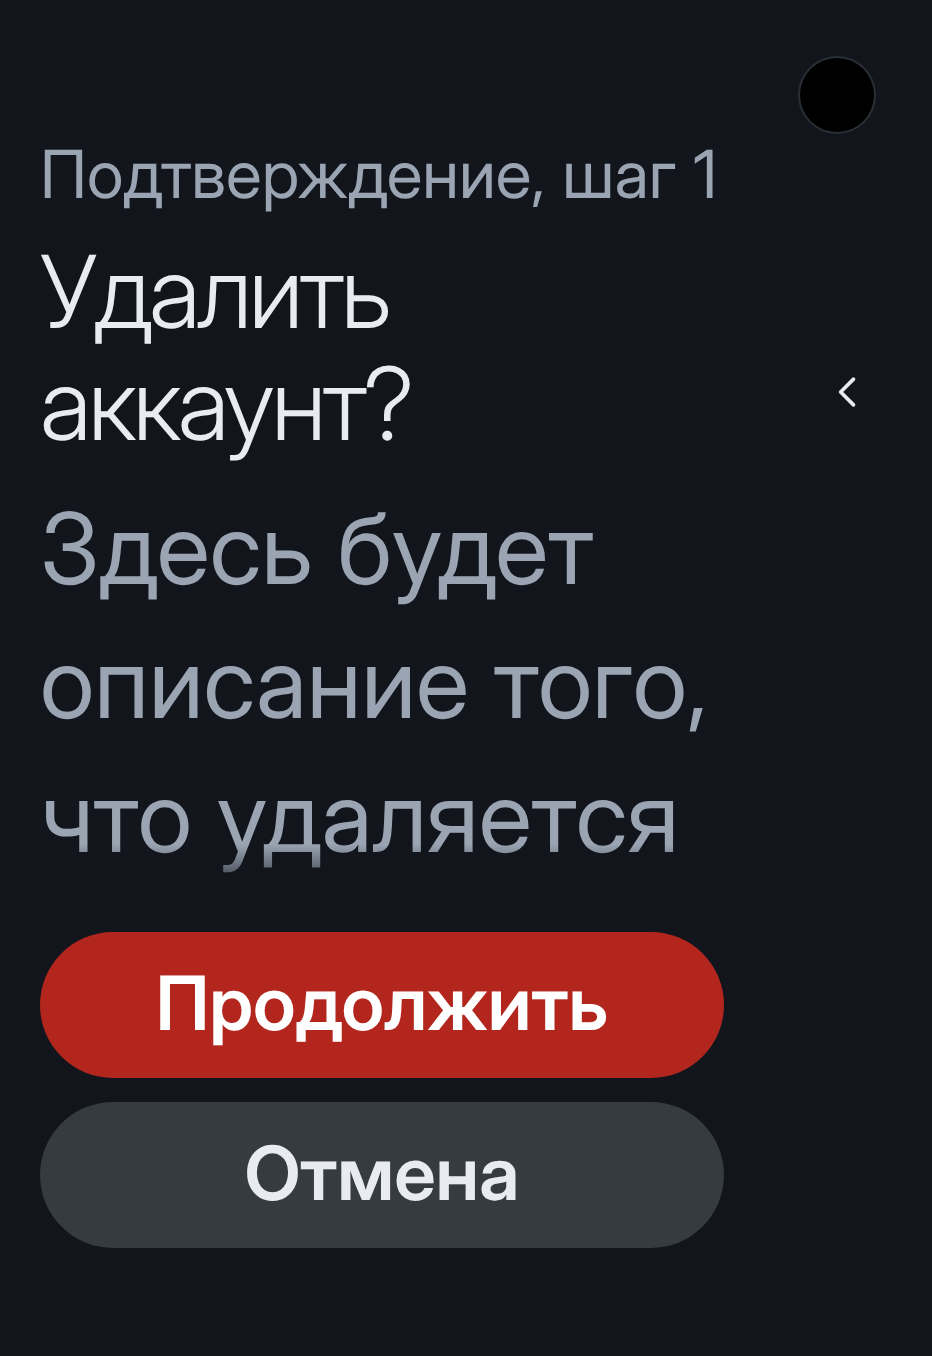 Подтверждение, шаг 1
Удалить
аккаунт?
Здесь будет
описание того,
что удаляется
Продолжить
Отмена